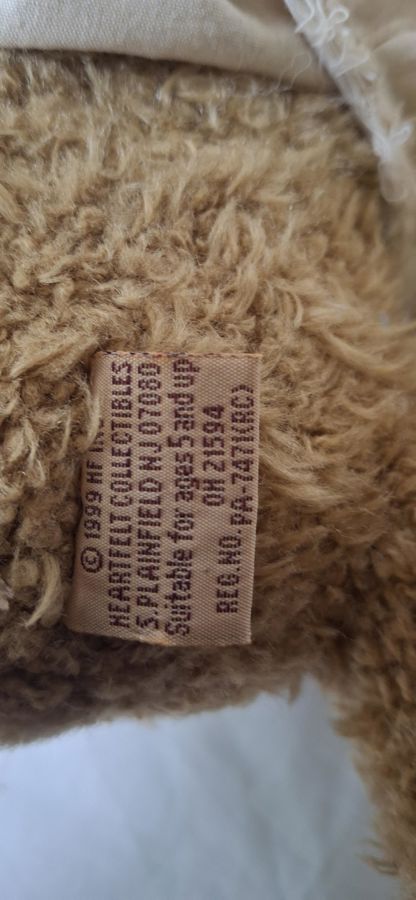 © 1999 HF
HEARTFELT COLLECTIBLES
S. PLAINFIELD NJ 07080
Suitable for ages 5 and up
OH 21594
REG.NO. PA-7471(RC)